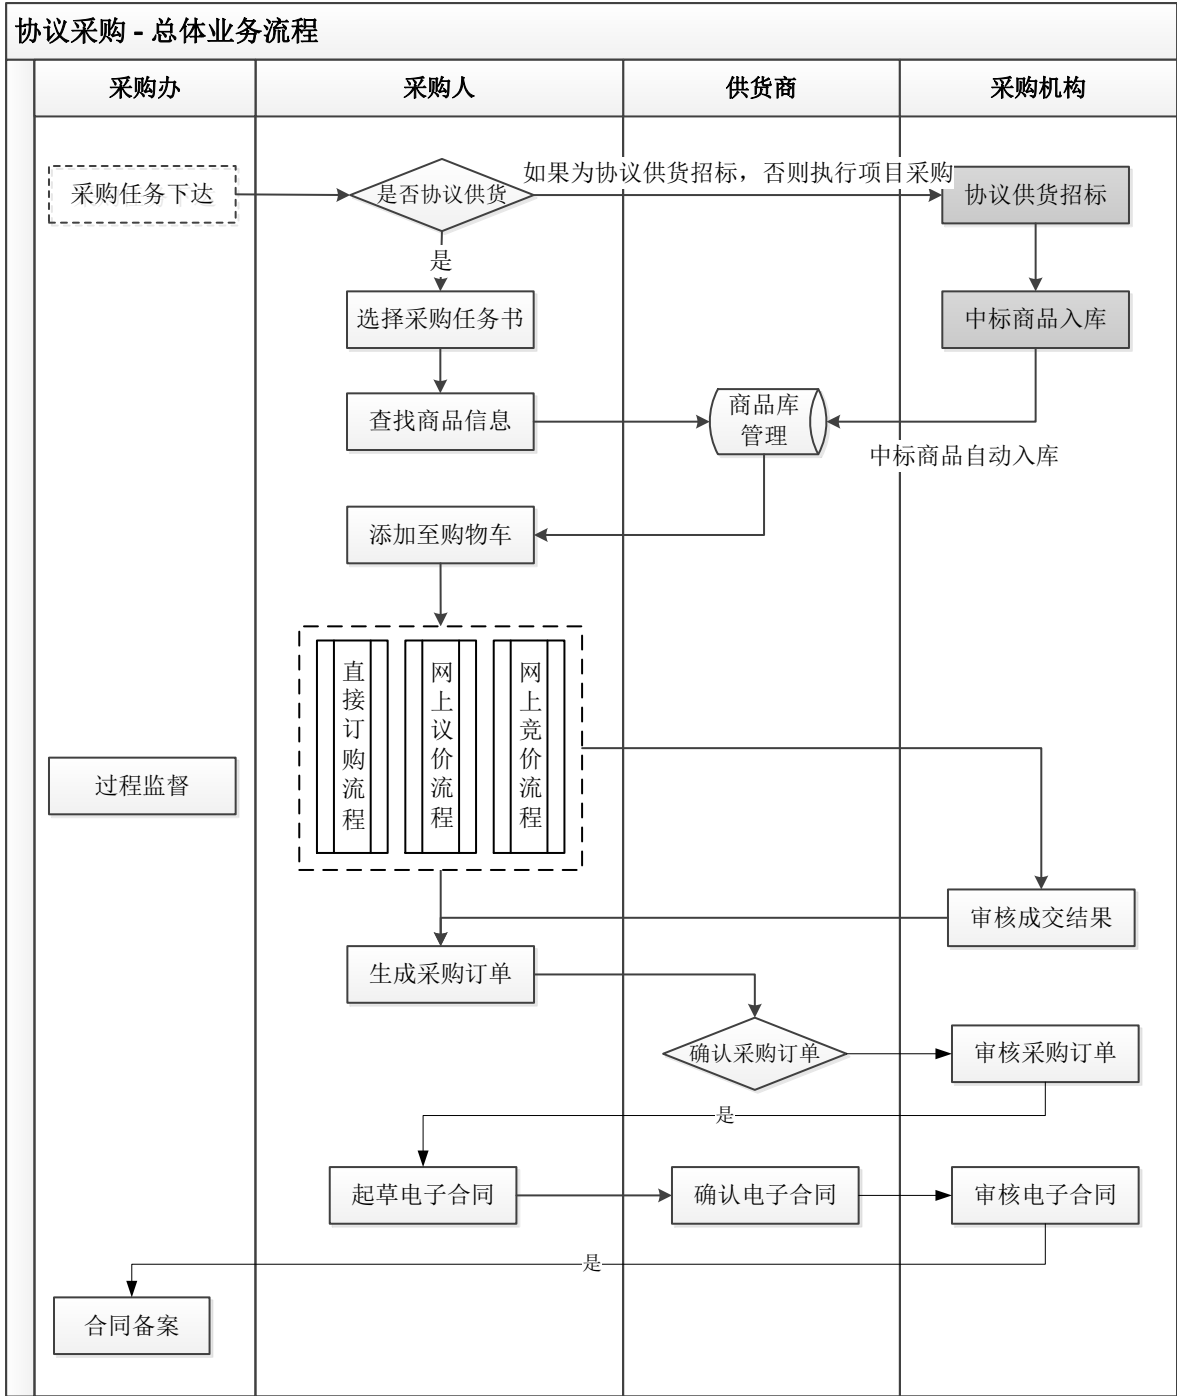 协议采购 - 总体业务流程
采购办
采购人
供货商
采购机构
采购任务下达
是否协议供货
如果为协议供货招标，否则执行项目采购
协议供货招标
是
选择采购任务书
中标商品入库
查找商品信息
商品库
管理
中标商品自动入库
添加至购物车
直接订购流程
网上议价流程
网上竞价流程
过程监督
审核成交结果
生成采购订单
确认采购订单
审核采购订单
是
起草电子合同
确认电子合同
审核电子合同
是
合同备案